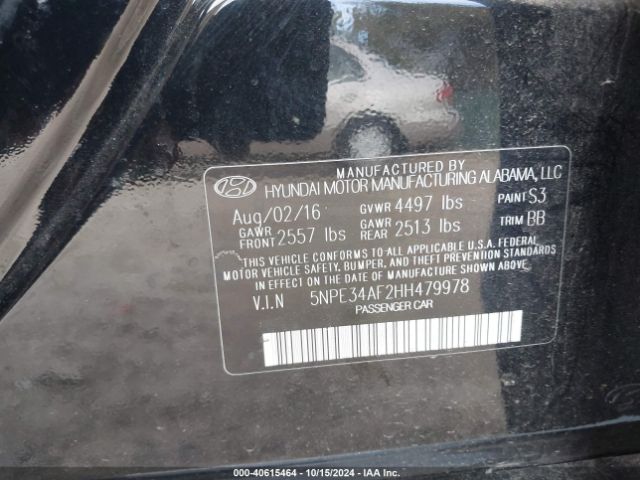 MANUFACTURED BY
HYUNDAI MOTOR MANUFACTURING ALABAMA, LLC
Aug/02/16 GVWR 4497 lbs PAINT S3
GAWR FRONT 2557 lbs GAWR REAR 2513 lbs TRIM BB
THIS VEHICLE CONFORMS TO ALL APPLICABLE U.S.A. FEDERAL
MOTOR VEHICLE SAFETY, BUMPER, AND THEFT PREVENTION STANDARDS
IN EFFECT ON THE DATE OF MANUFACTURE SHOWN ABOVE.
V.I.N 5NPE34AF2HH479978
PASSENGER CAR
000-40615464 - 10/15/2024 - IAA Inc.